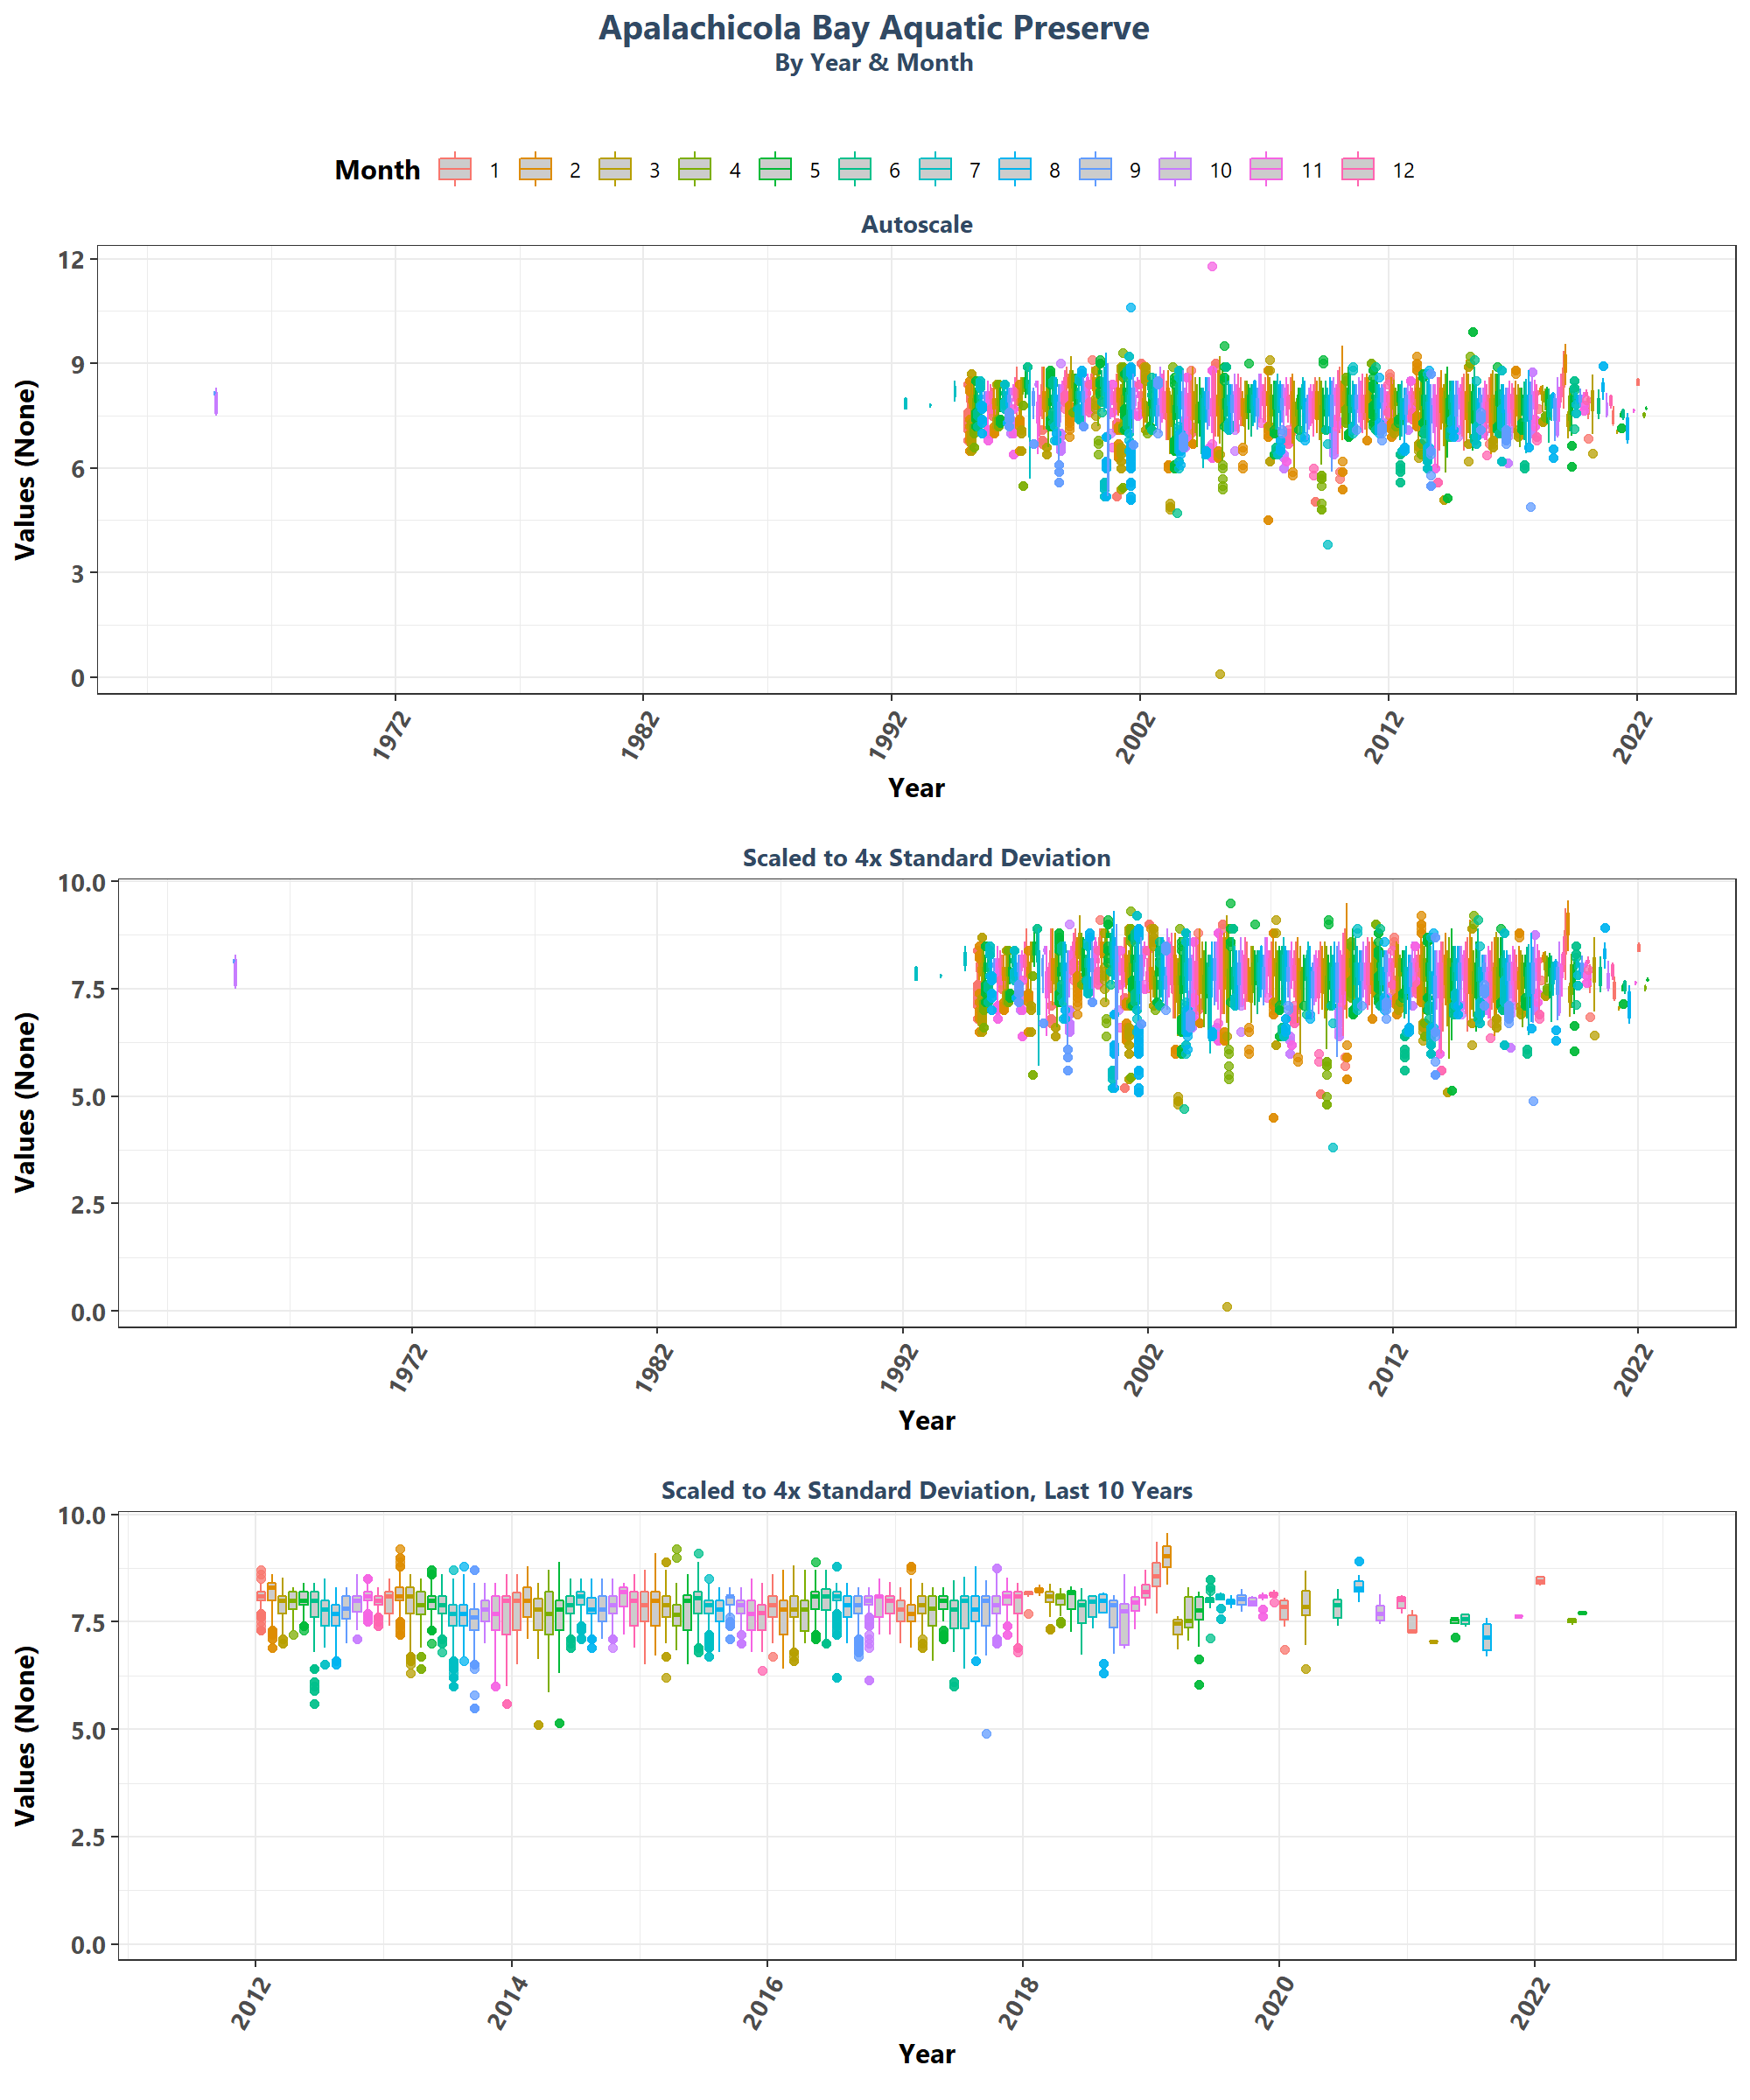 Apalachicola Bay Aquatic Preserve
By Year & Month
Month 1 2 3 4 5 6 7 8 9 10 11 12
Autoscale
Values (None)
12
9
6
3
0
1972 1982 1992 2002 2012 2022
Year
Scaled to 4x Standard Deviation
Values (None)
10.0
7.5
5.0
2.5
0.0
1972 1982 1992 2002 2012 2022
Year
Scaled to 4x Standard Deviation, Last 10 Years
Values (None)
10.0
7.5
5.0
2.5
0.0
2012 2014 2016 2018 2020 2022
Year